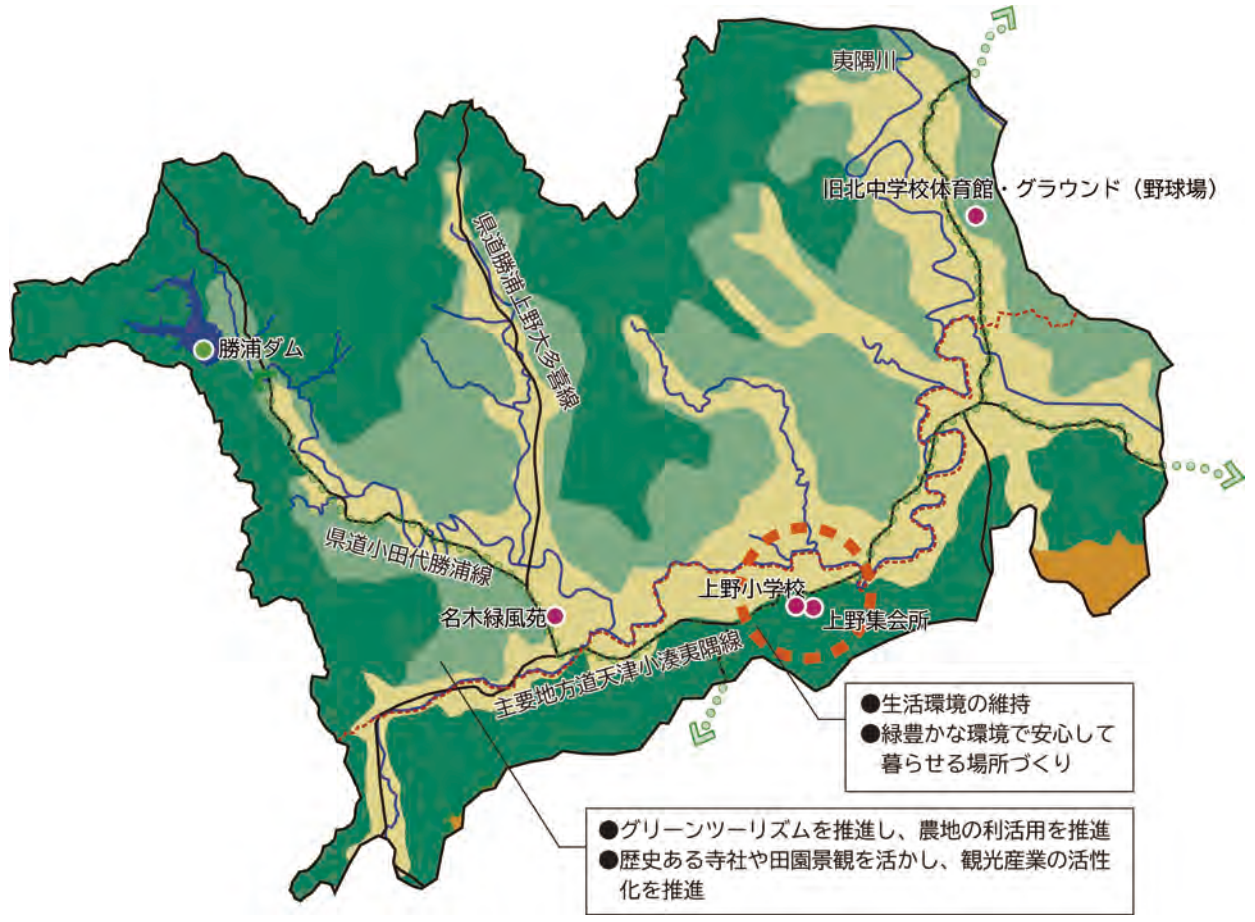 夷隅川
旧北中学校体育館・グラウンド（野球場）
県道勝浦上野大多喜線
勝浦ダム
県道小田代勝浦線
上野小学校
名木緑風苑
上野集会所
主要地方道天津小湊夷隅線
●生活環境の維持
●緑豊かな環境で安心して
暮らせる場所づくり
●グリーンツーリズムを推進し、農地の利活用を推進
●歴史ある寺社や田園景観を活かし、観光産業の活性
化を推進